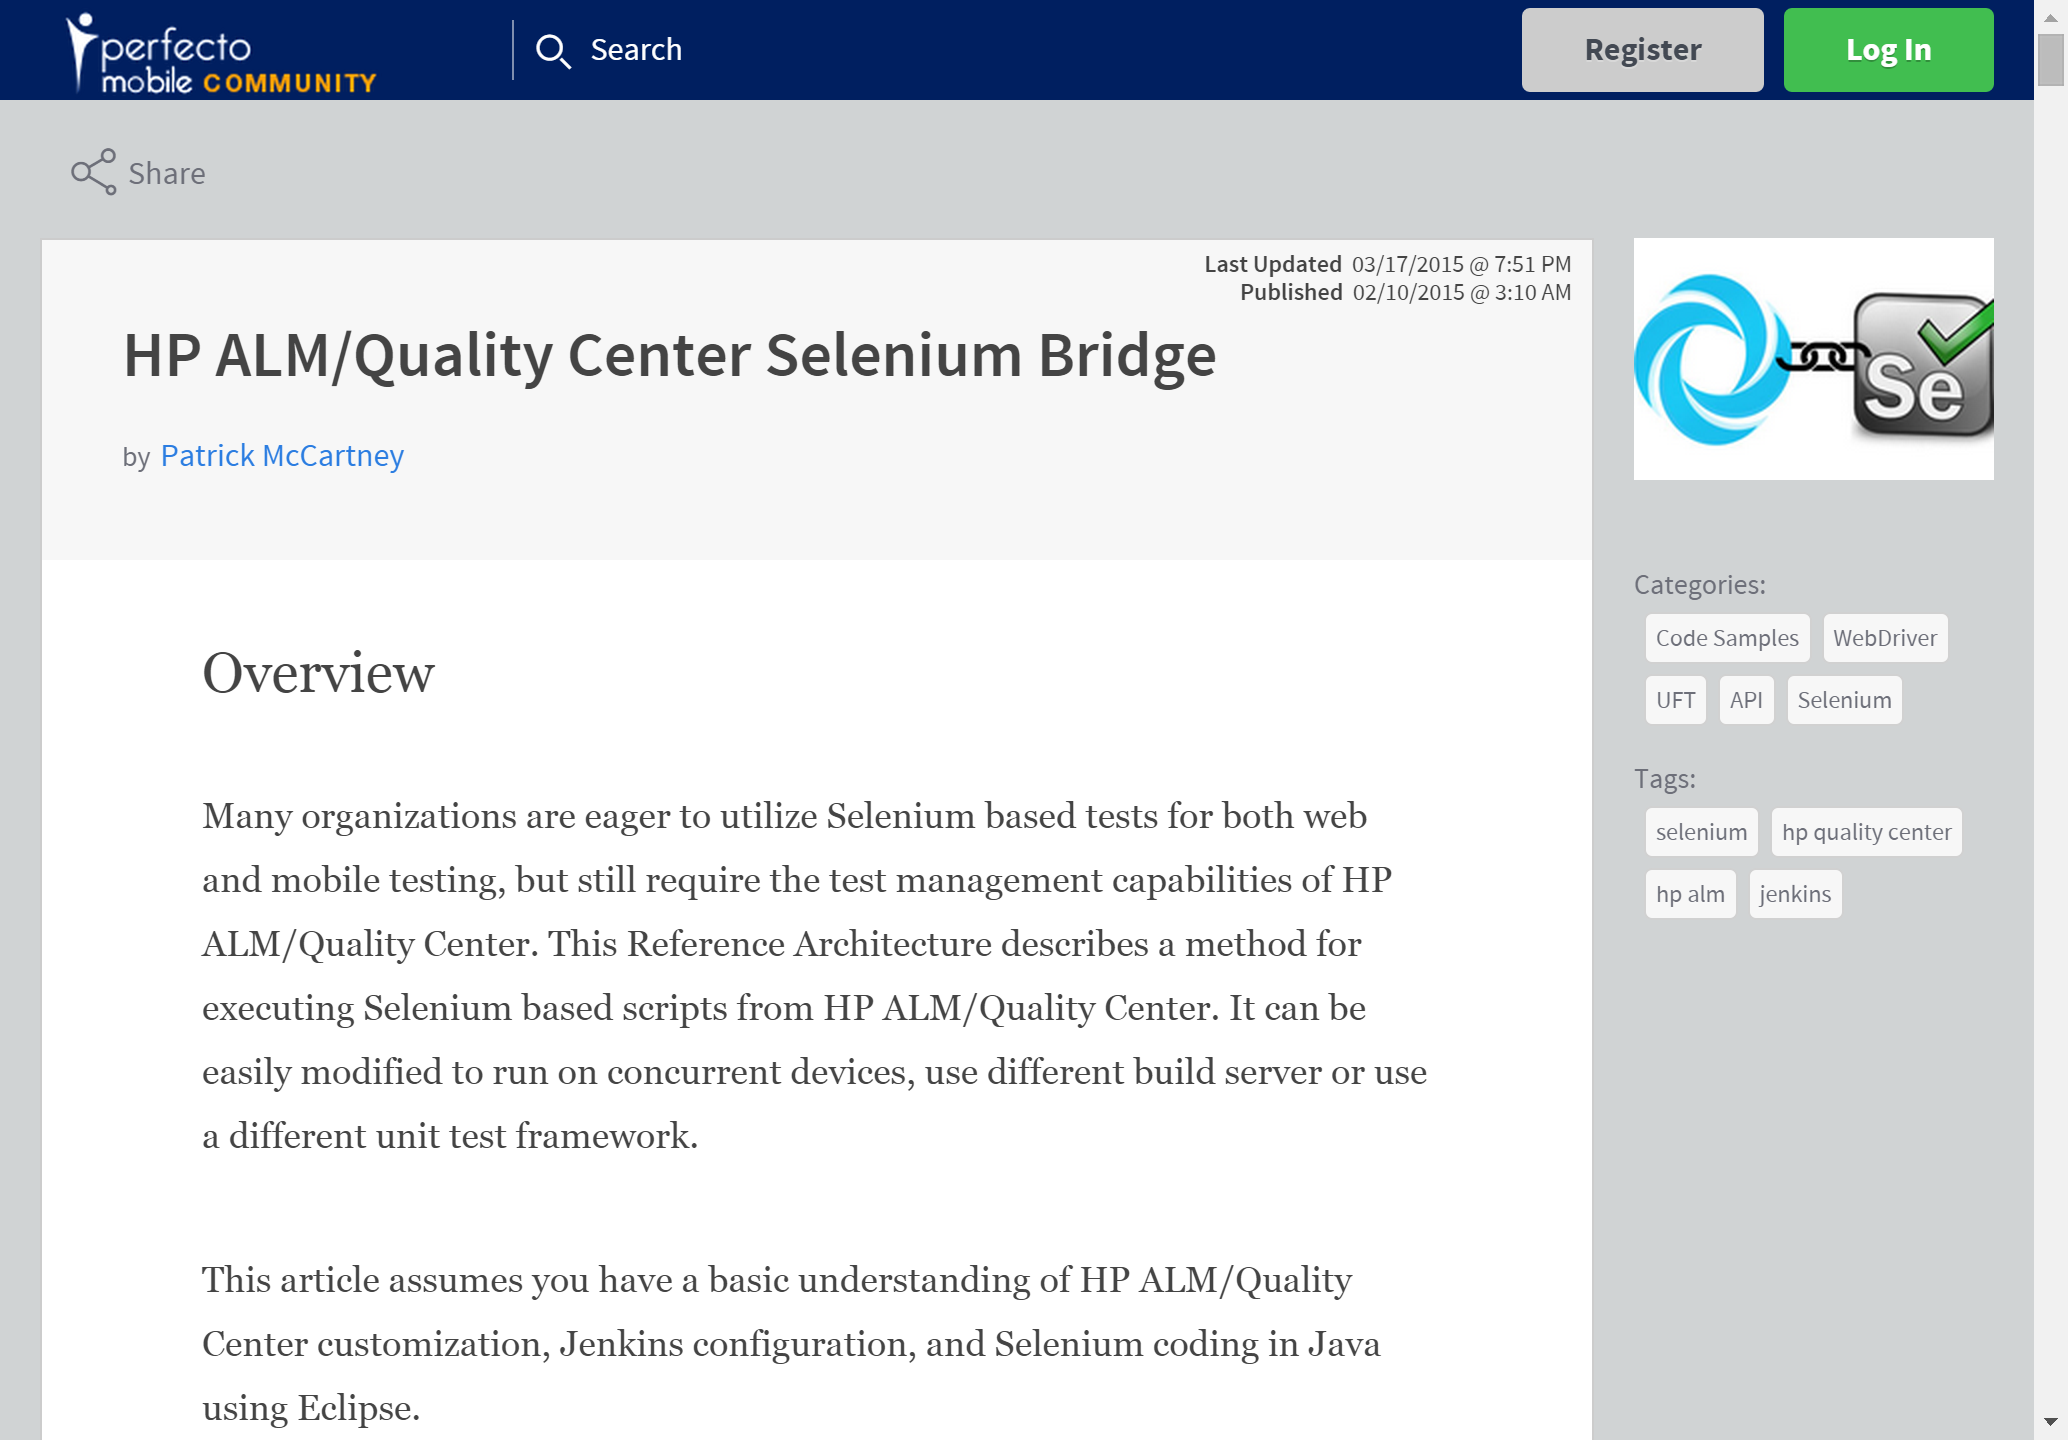 perfecto
mobile COMMUNITY
Search
Register
Log In
Share
Last Updated 03/17/2015 @ 7:51 PM
Published 02/10/2015 @ 3:10 AM
HP ALM/Quality Center Selenium Bridge
by Patrick McCartney
Overview
Many organizations are eager to utilize Selenium based tests for both web
and mobile testing, but still require the test management capabilities of HP
ALM/Quality Center. This Reference Architecture describes a method for
executing Selenium based scripts from HP ALM/Quality Center. It can be
easily modified to run on concurrent devices, use different build server or use
a different unit test framework.
This article assumes you have a basic understanding of HP ALM/Quality
Center customization, Jenkins configuration, and Selenium coding in Java
using Eclipse.
Se
Categories:
Code Samples WebDriver
UFT API Selenium
Tags:
selenium hp quality center
hp alm jenkins